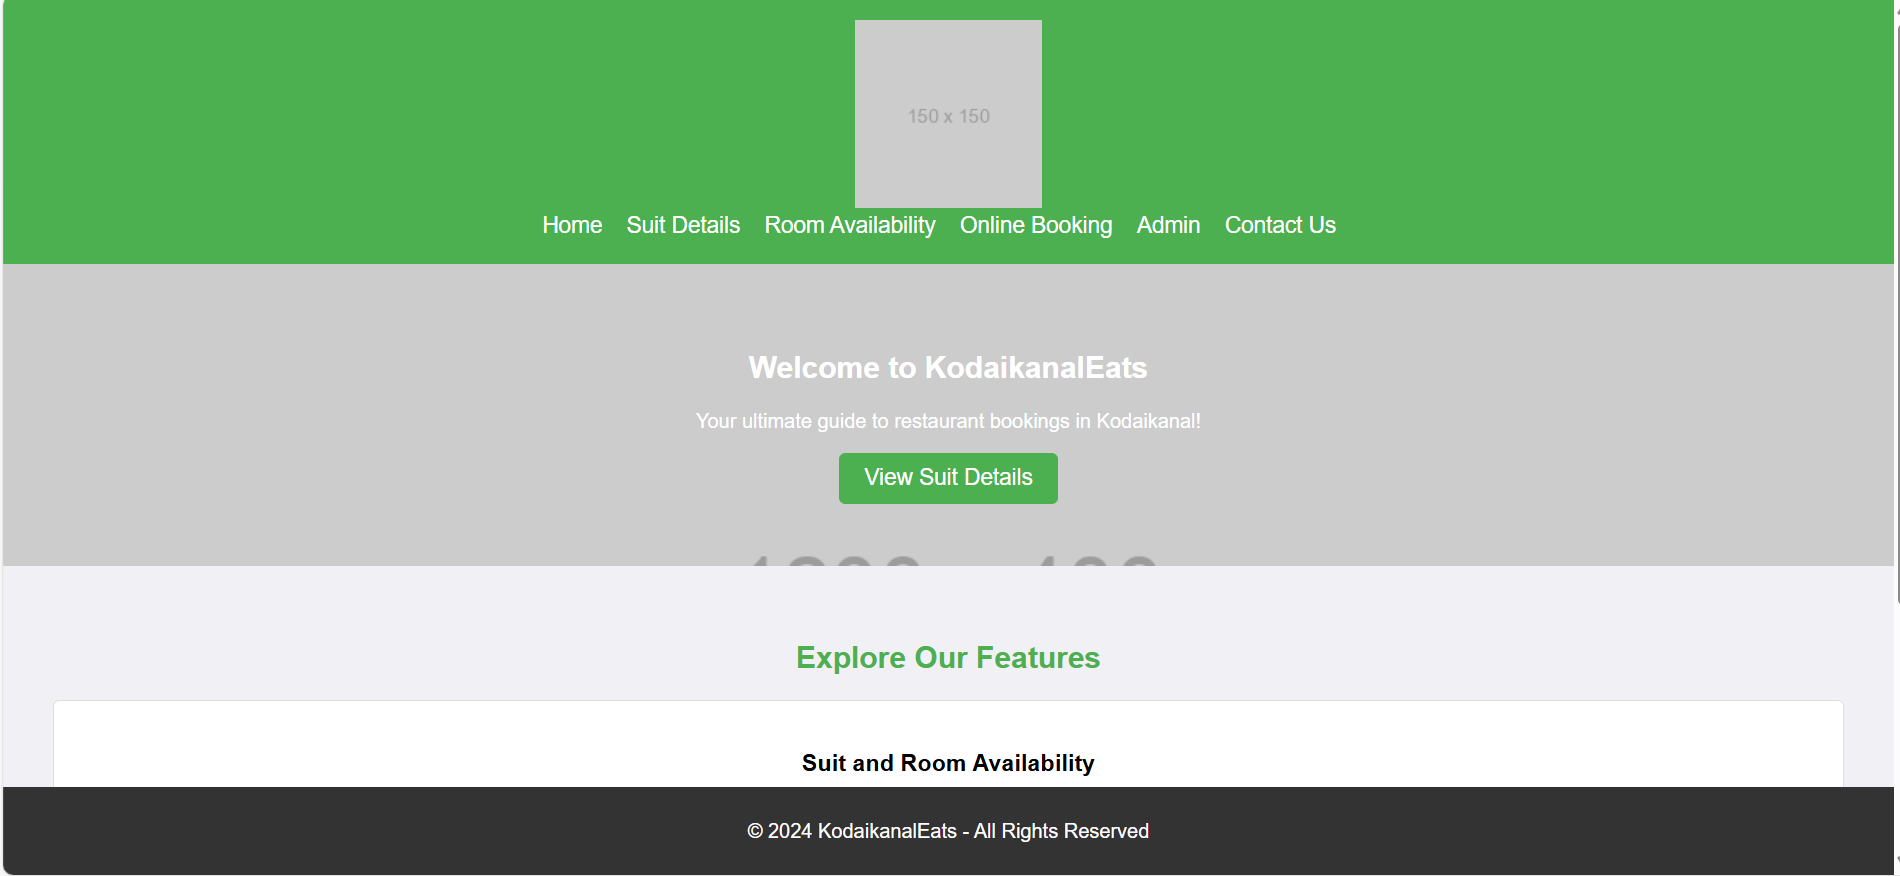 150 x 150
Home Suit Details Room Availability Online Booking Admin Contact Us
Welcome to KodaikanalEats
Your ultimate guide to restaurant bookings in Kodaikanal!
View Suit Details
Explore Our Features
Suit and Room Availability
© 2024 KodaikanalEats - All Rights Reserved